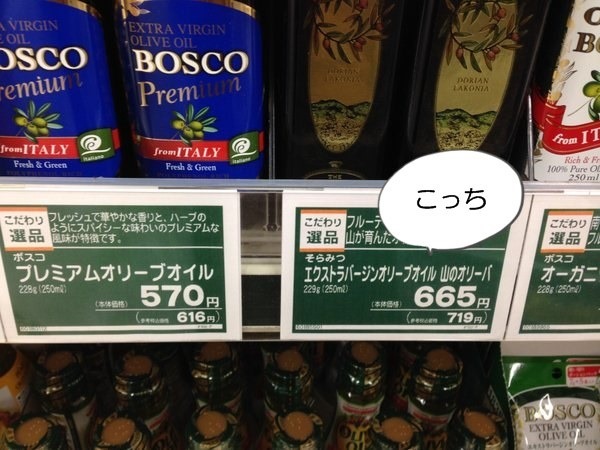 EXTRA VIRGIN
OLIVE OIL
BOSCO
Premium
from ITALY
Fresh & Green
EXTRA VIRGIN
OLIVE OIL
BOSCO
Premium
from ITALY
italiano
Fresh & Green
DORIAN
LAKONIA
THE
DORIAN
LAKONIA
from IT
Rich & Fr
100% Pure Ol
250ml
こっち
こだわり
選品
フレッシュで華やかな香りと、ハーブの
ようにスパイシーな味わいのプレミアムな
風味が特徴です。
ボスコ
プレミアムオリーブオイル
228g(250ml)
(本体価格) 570円
(参考税込価格 616円)
こだわり
選品
フルーテ
山が育んだオ
そらみつ
エクストラバージンオリーブオイル 山のオリーバ
229g(250ml)
(本体価格) 665円
(参考税込価格 719円)
こだわり
選品
ボスコ
オーガニ
228g(250ml)
BOSCO
EXTRA VIRGIN
OLIVE OIL